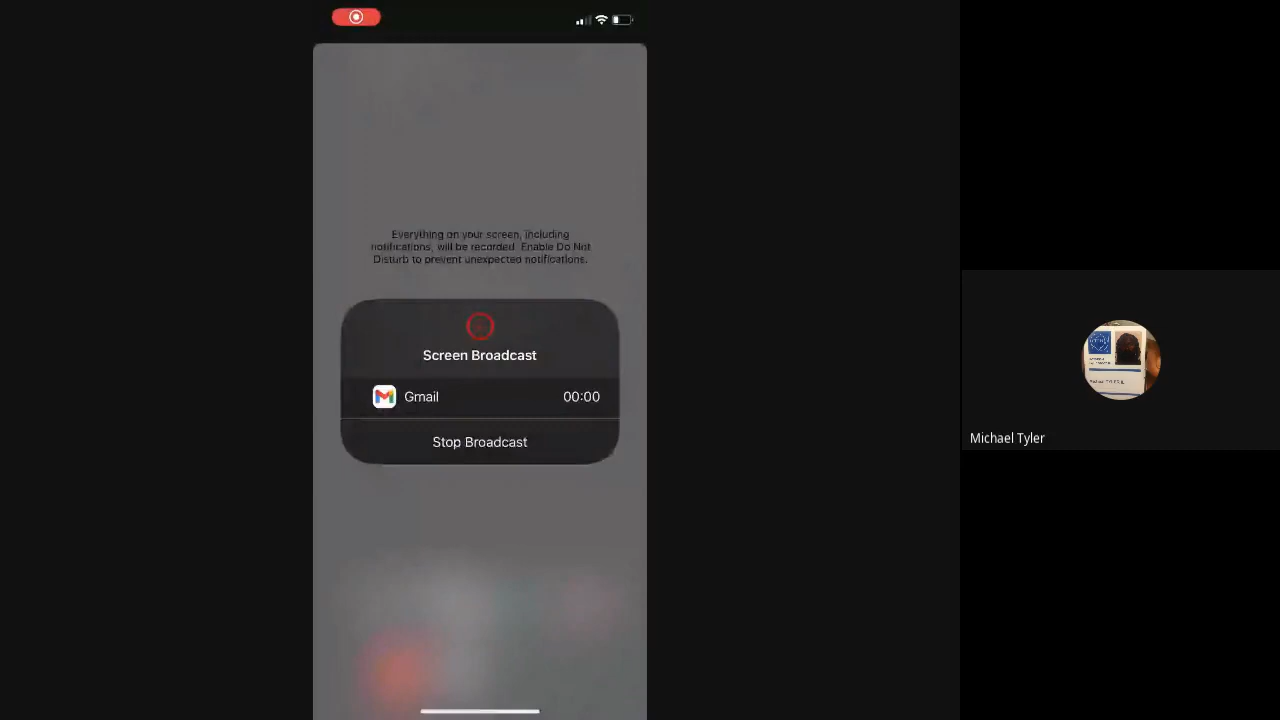 Everything on your screen, including
notifications, will be recorded. Enable Do Not
Disturb to prevent unexpected notifications.
Screen Broadcast
Gmail
00:00
Stop Broadcast
Michael Tyler